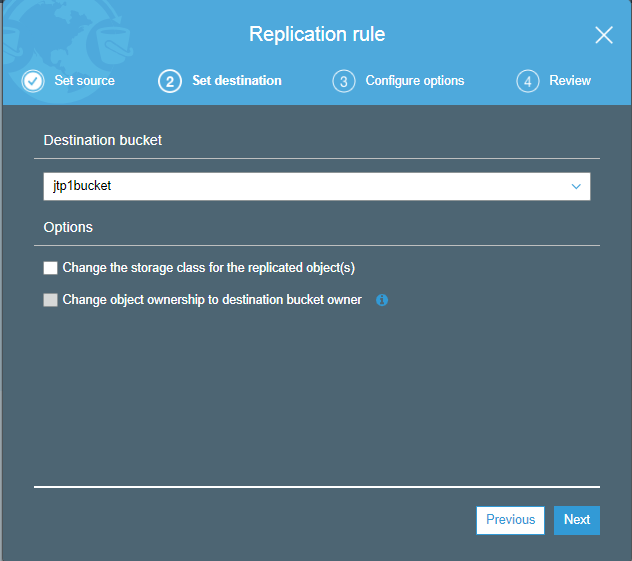 Replication rule
Set source
2 Set destination
3 Configure options
4 Review
Destination bucket
jtp1bucket
Options
Change the storage class for the replicated object(s)
Change object ownership to destination bucket owner
Previous
Next